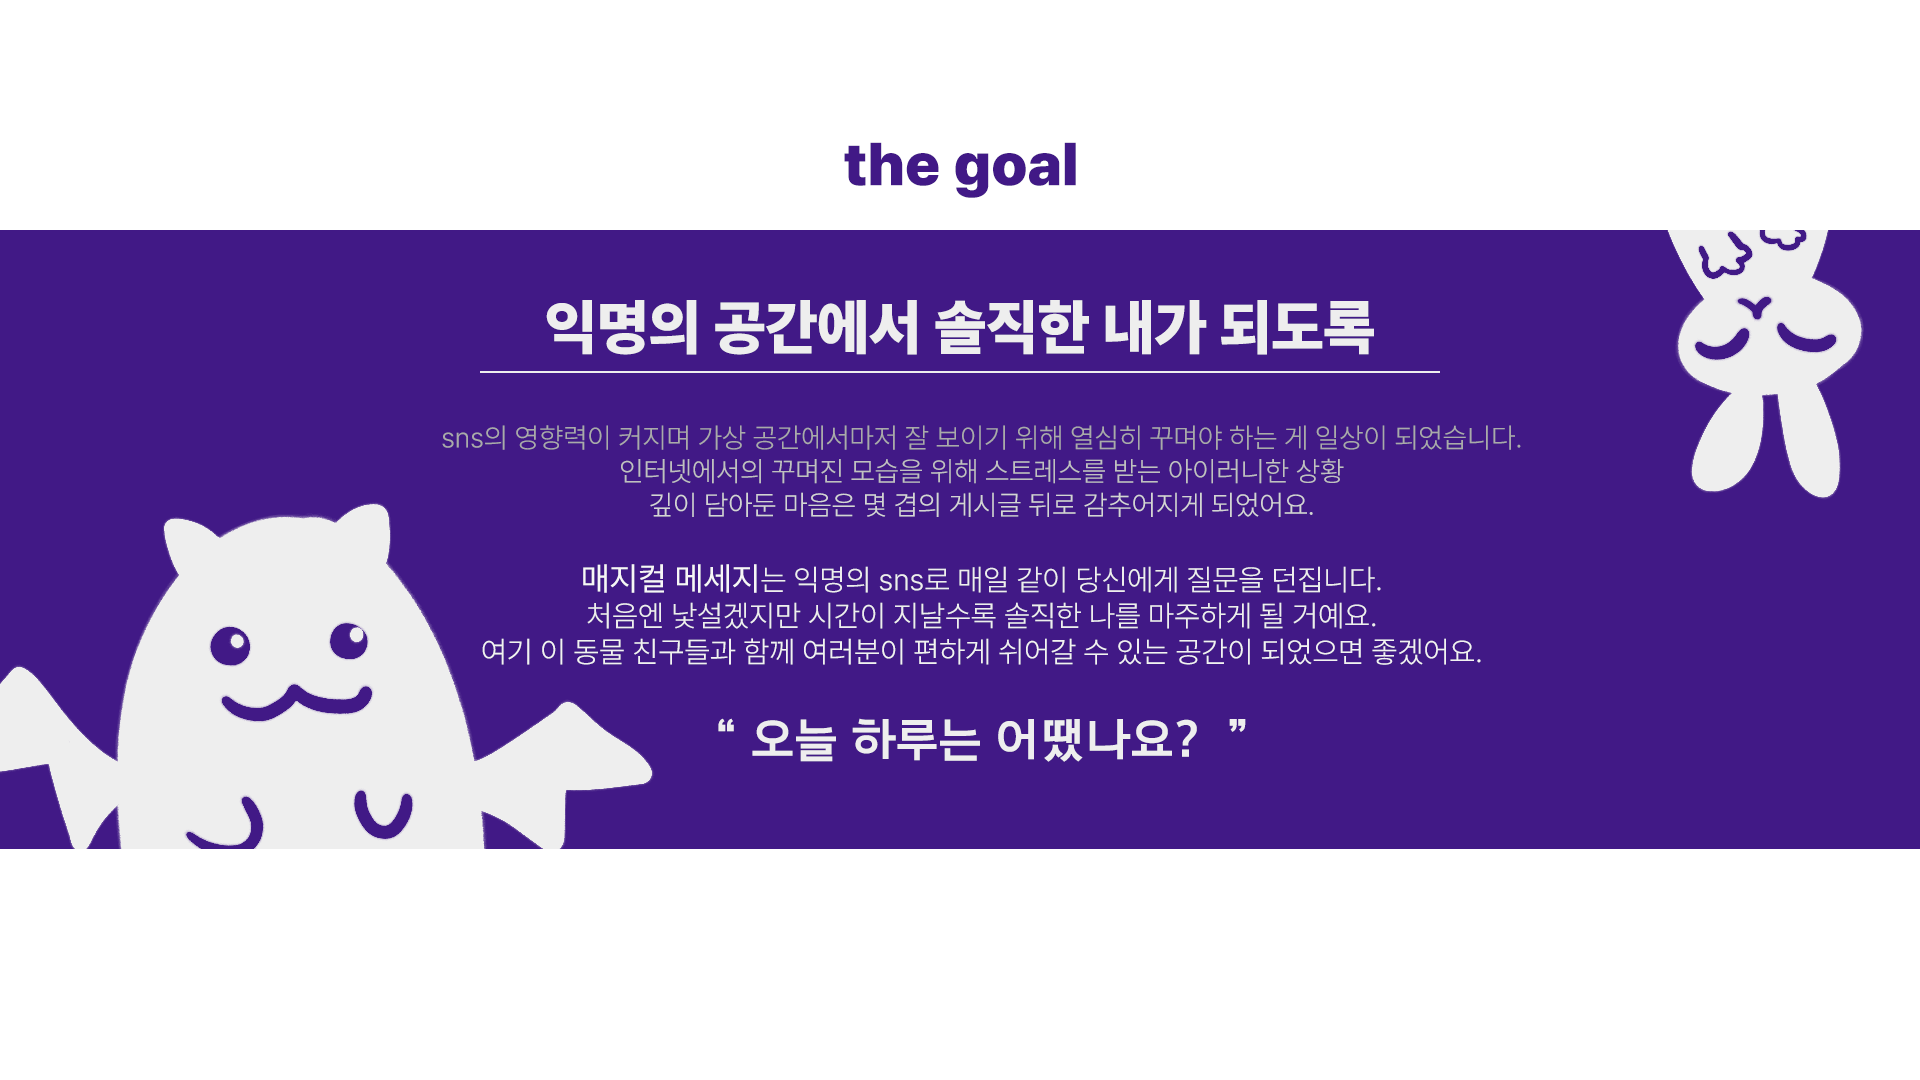 the goal
익명의 공간에서 솔직한 내가 되도록
sns의 영향력이 커지며 가상 공간에서마저 잘 보이기 위해 열심히 꾸며야 하는 게 일상이 되었습니다.
인터넷에서의 꾸며진 모습을 위해 스트레스를 받는 아이러니한 상황
깊이 담아둔 마음은 몇 겹의 게시글 뒤로 감추어지게 되었어요.
매지컬 메세지는 익명의 sns로 매일 같이 당신에게 질문을 던집니다.
처음엔 낯설겠지만 시간이 지날수록 솔직한 나를 마주하게 될 거예요.
여기 이 동물 친구들과 함께 여러분이 편하게 쉬어갈 수 있는 공간이 되었으면 좋겠어요.
“ 오늘 하루는 어땠나요? ”